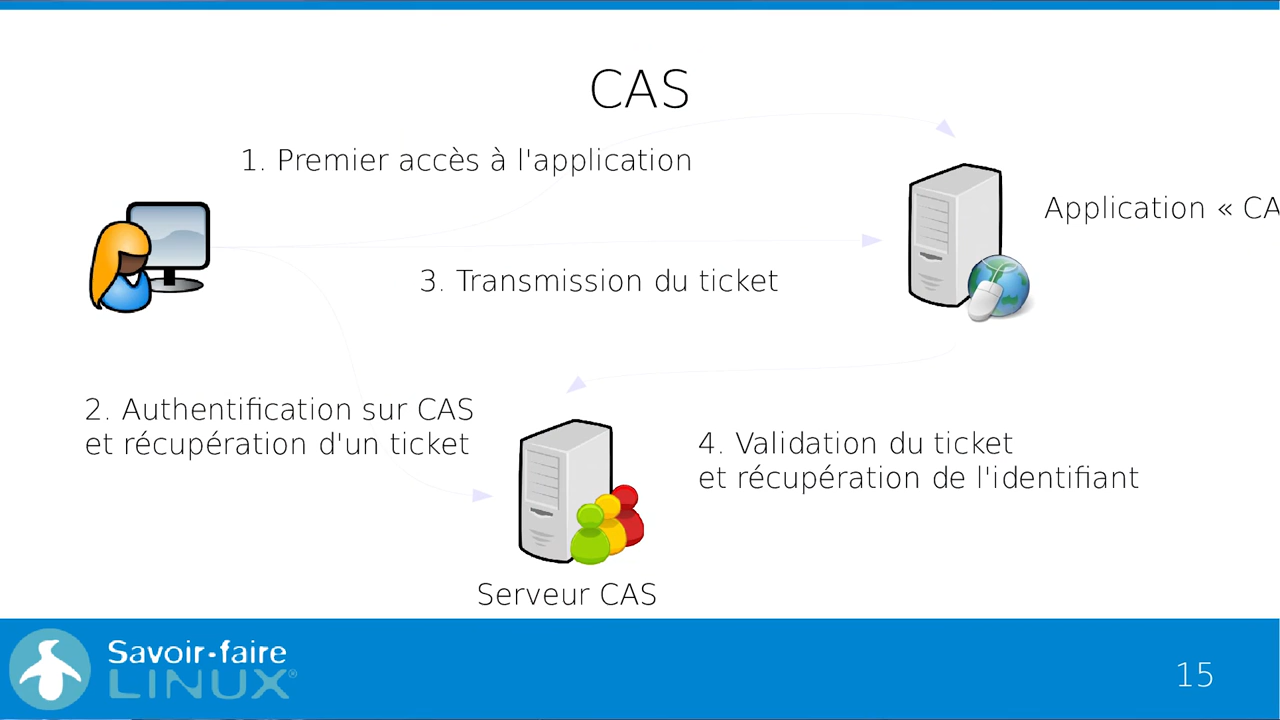 CAS
1. Premier accès à l'application
Application «
3. Transmission du ticket
2. Authentification sur CAS
et récupération d'un ticket
4. Validation du ticket
et récupération de l'identifiant
Serveur CAS
Savoir-faire
LINUX®
15